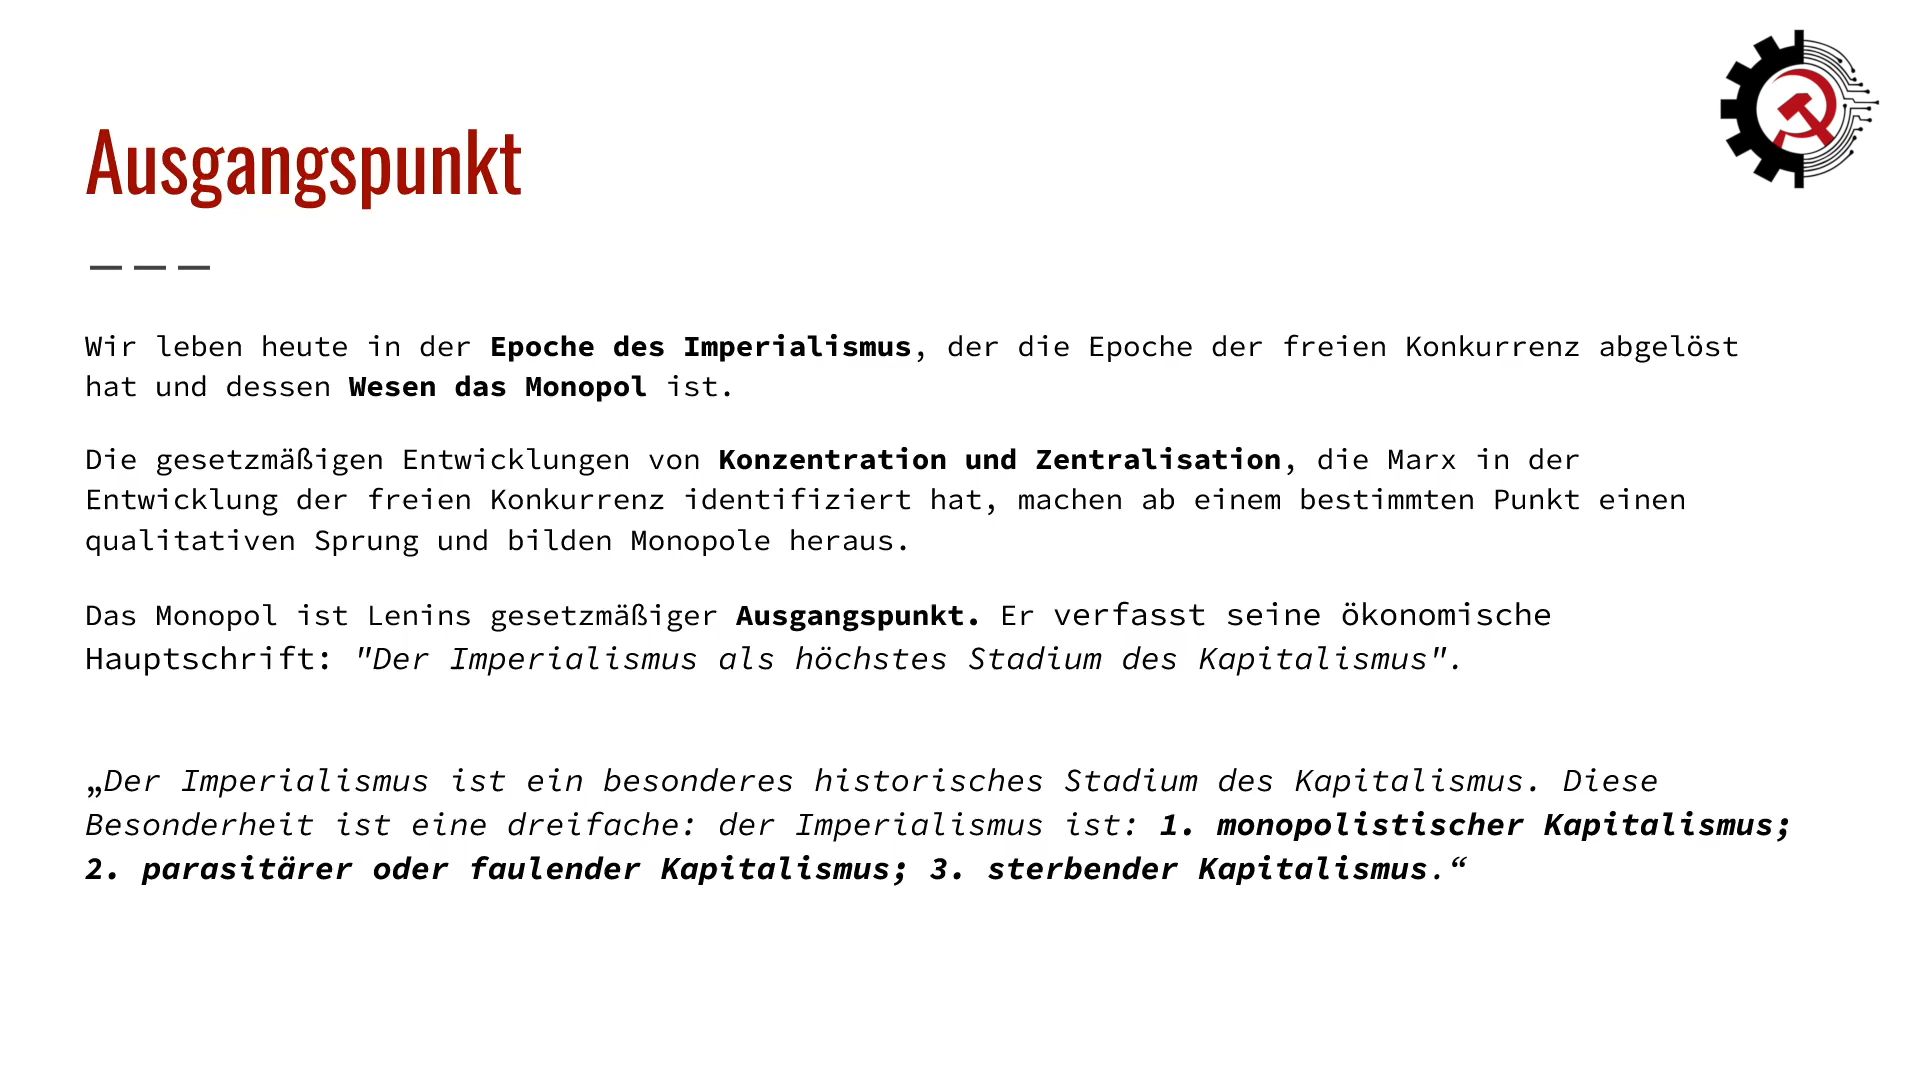 Ausgangspunkt
Wir leben heute in der Epoche des Imperialismus, der die Epoche der freien Konkurrenz abgelöst
hat und dessen Wesen das Monopol ist.
Die gesetzmäßigen Entwicklungen von Konzentration und Zentralisation, die Marx in der
Entwicklung der freien Konkurrenz identifiziert hat, machen ab einem bestimmten Punkt einen
qualitativen Sprung und bilden Monopole heraus.
Das Monopol ist Lenins gesetzmäßiger Ausgangspunkt. Er verfasst seine ökonomische
Hauptschrift: "Der Imperialismus als höchstes Stadium des Kapitalismus".
„Der Imperialismus ist ein besonderes historisches Stadium des Kapitalismus. Diese
Besonderheit ist eine dreifache: der Imperialismus ist: 1. monopolistischer Kapitalismus;
2. parasitärer oder faulender Kapitalismus; 3. sterbender Kapitalismus.“